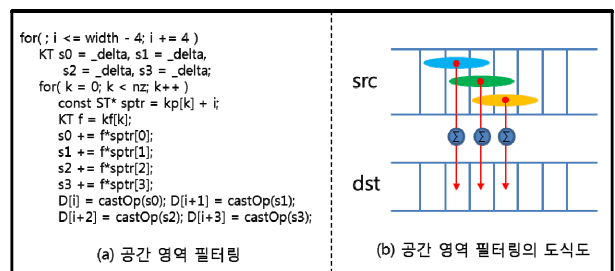 for( ; i <= width - 4; i += 4 )
KT s0 = _delta, s1 = _delta,
s2 = _delta, s3 = _delta;
for( k = 0; k < nz; k++ )
const ST* sptr = kp[k] + i;
KT f = kf[k];
s0 += f*sptr[0];
s1 += f*sptr[1];
s2 += f*sptr[2];
s3 += f*sptr[3];
D[i] = castOp(s0); D[i+1] = castOp(s1);
D[i+2] = castOp(s2); D[i+3] = castOp(s3);
(a) 공간 영역 필터링
src
Σ Σ Σ
dst
(b) 공간 영역 필터링의 도식도